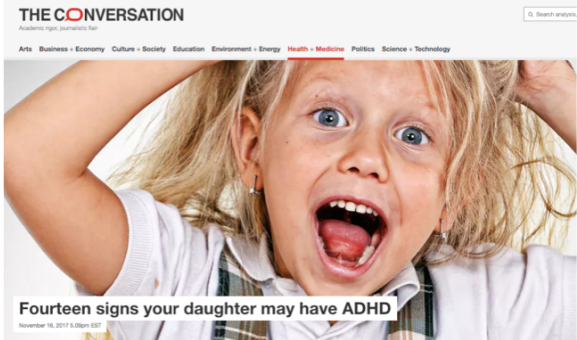 THE CONVERSATION
Academic rigor, journalistic flair
Search analysis,
Arts Business + Economy Culture + Society Education Environment + Energy Health + Medicine Politics Science + Technology
Fourteen signs your daughter may have ADHD
November 16, 2017 5.09pm EST